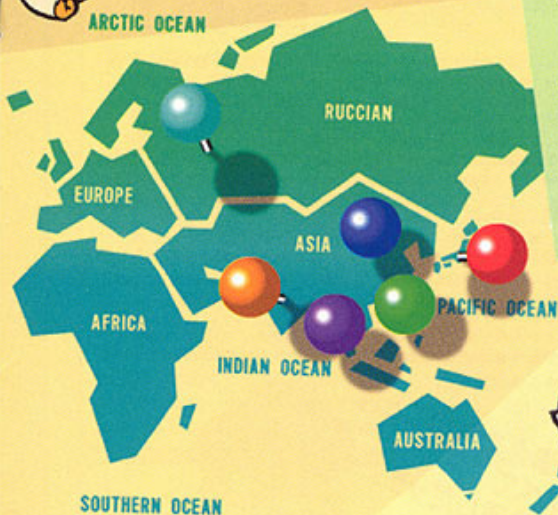 ARCTIC OCEAN
RUCCIAN
EUROPE
ASIA
PACIFIC OCEAN
AFRICA
INDIAN OCEAN
AUSTRALIA
SOUTHERN OCEAN